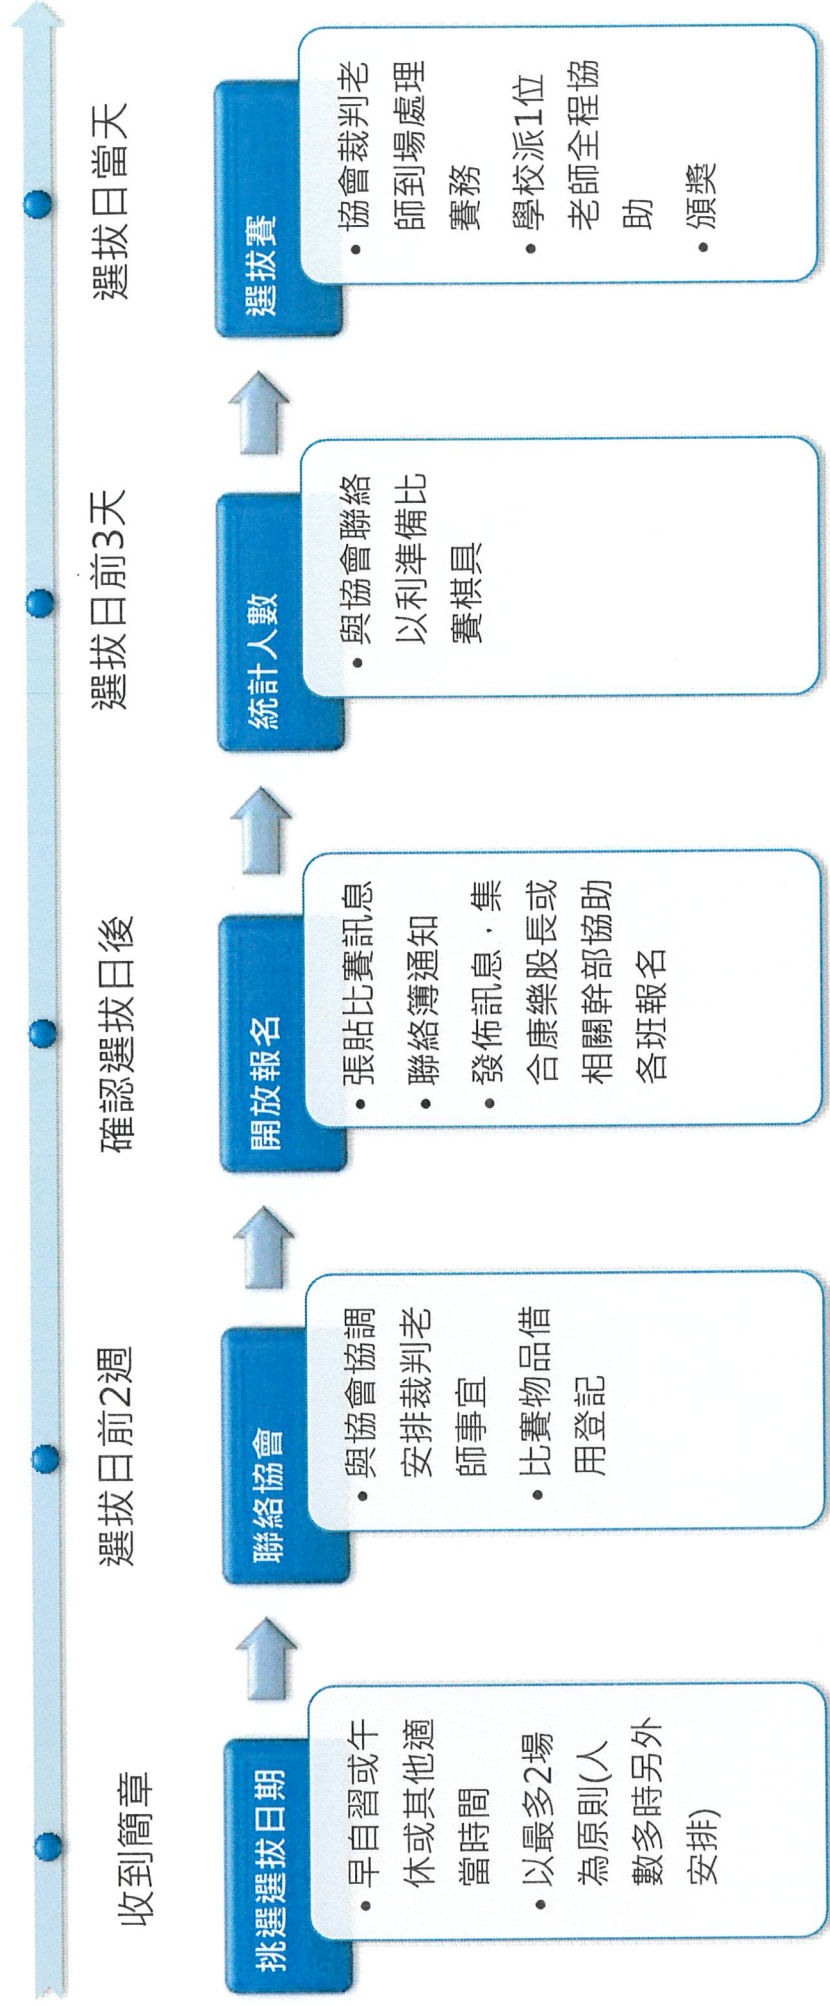 收到簡章
選拔日前2週
確認選拔日後
選拔日前3天
選拔日當天
挑選選拔日期
• 早自習或午
休或其他適
當時間
• 以最多2場
為原則(人
數多時另外
安排)
聯絡協會
• 與協會協調
安排裁判老
師事宜
• 比賽物品借
用登記
開放報名
• 張貼比賽訊息
• 聯絡簿通知
• 發佈訊息，集
合康樂股長或
相關幹部協助
各班報名
統計人數
• 與協會聯絡
以利準備比
賽棋具
選拔賽
• 協會裁判老
師到場處理
賽務
• 學校派1位
老師全程協
助
• 頒獎